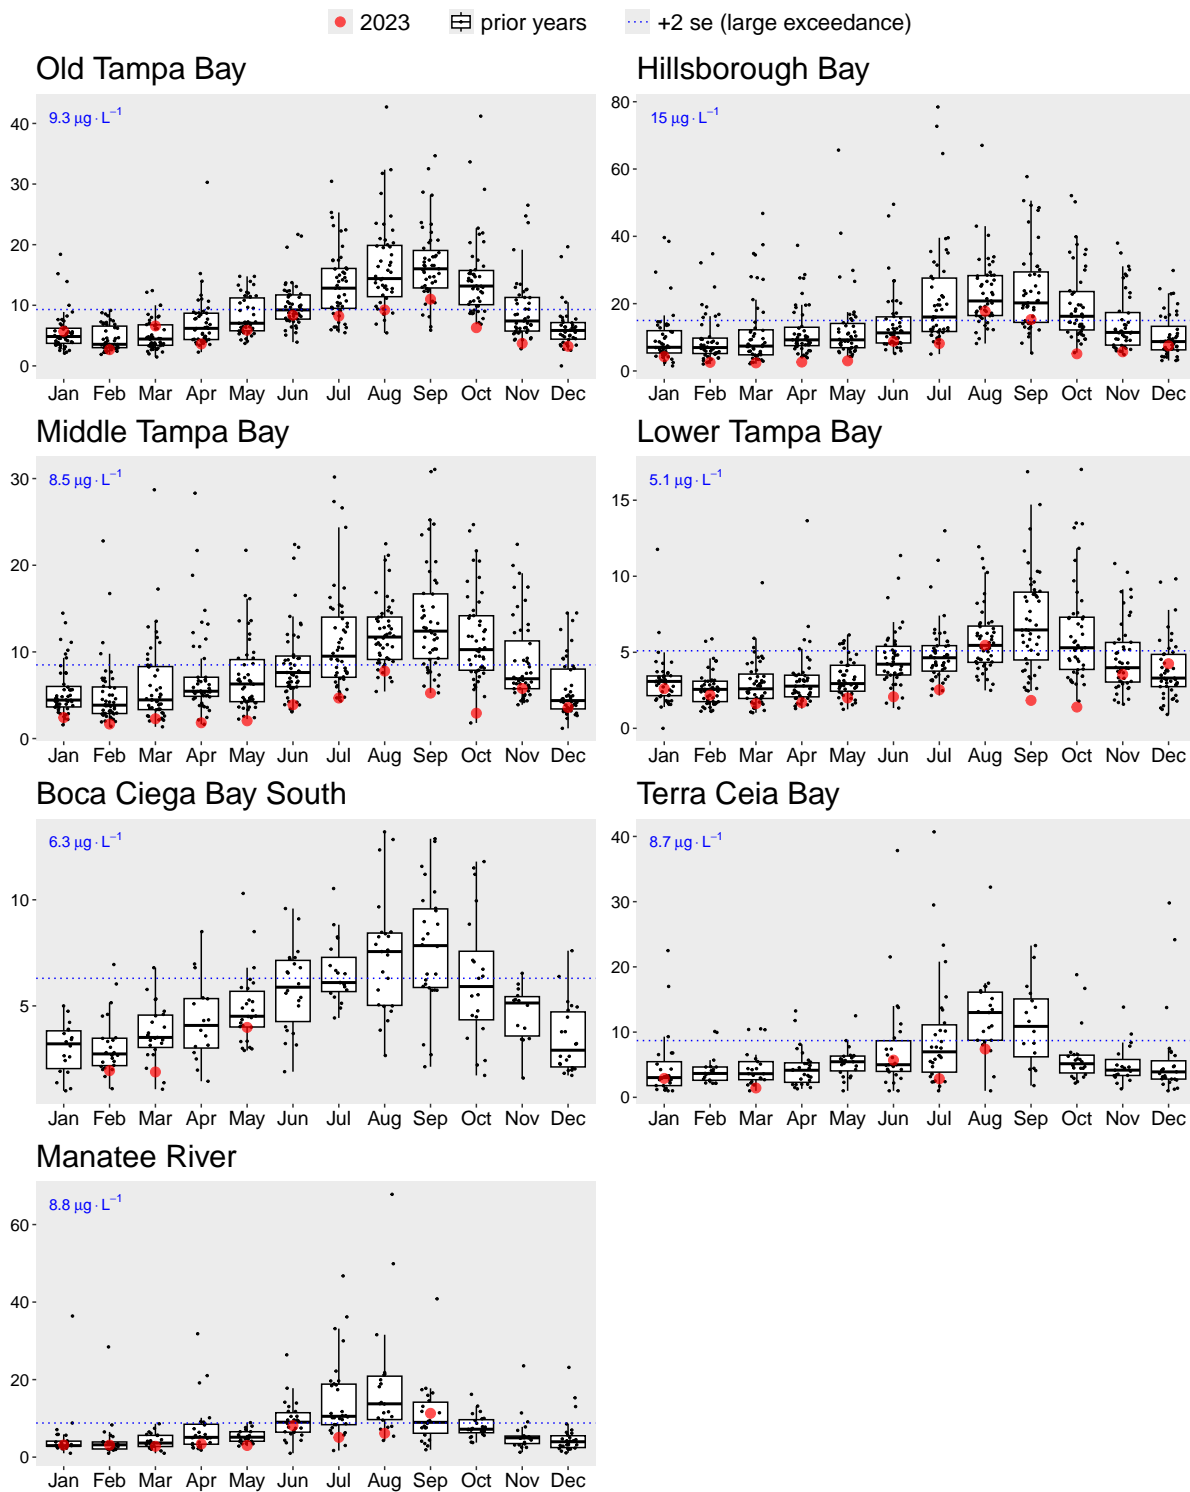 2023 prior years +2 se (large exceedance)
Old Tampa Bay
9.3 μg·L⁻¹
40
30
20
10
0
Jan Feb Mar Apr May Jun Jul Aug Sep Oct Nov Dec
Hillsborough Bay
15 μg·L⁻¹
80
60
40
20
0
Jan Feb Mar Apr May Jun Jul Aug Sep Oct Nov Dec
Middle Tampa Bay
8.5 μg·L⁻¹
30
20
10
0
Jan Feb Mar Apr May Jun Jul Aug Sep Oct Nov Dec
Lower Tampa Bay
5.1 μg·L⁻¹
15
10
5
0
Jan Feb Mar Apr May Jun Jul Aug Sep Oct Nov Dec
Boca Ciega Bay South
6.3 μg·L⁻¹
10
5
Jan Feb Mar Apr May Jun Jul Aug Sep Oct Nov Dec
Terra Ceia Bay
8.7 μg·L⁻¹
40
30
20
10
0
Jan Feb Mar Apr May Jun Jul Aug Sep Oct Nov Dec
Manatee River
8.8 μg·L⁻¹
60
40
20
0
Jan Feb Mar Apr May Jun Jul Aug Sep Oct Nov Dec